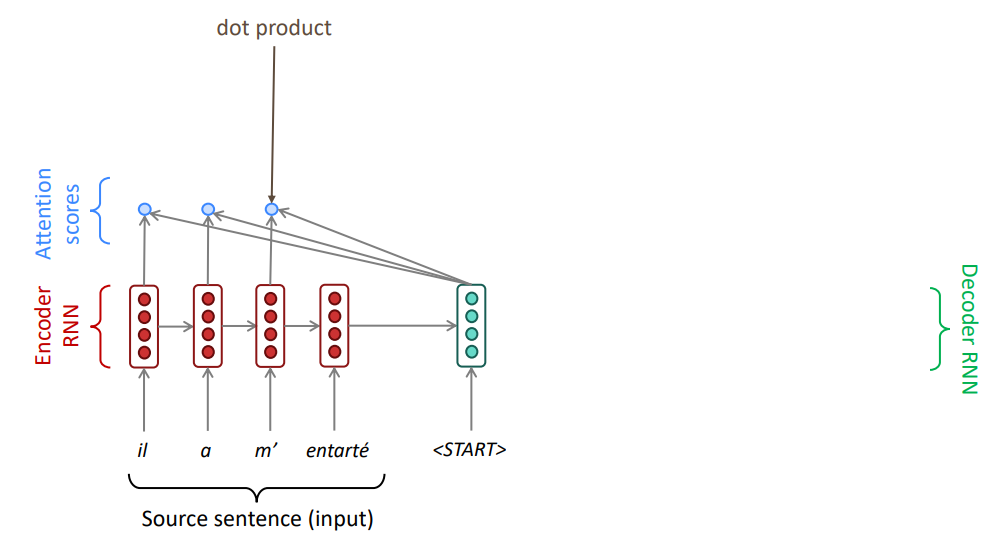 dot product
Attention
scores
Encoder
RNN
Decoder RNN
il a m’ entarté <START>
Source sentence (input)